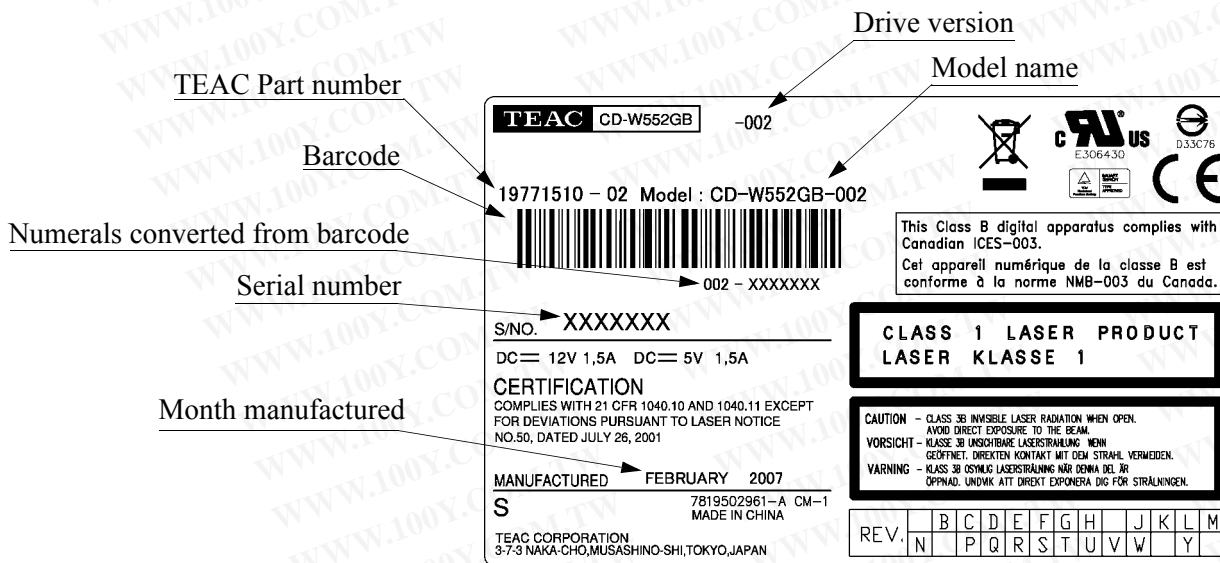 Drive version
Model name
TEAC Part number
Barcode
Numerals converted from barcode
Serial number
Month manufactured
TEAC CD-W552GB -002
19771510 - 02 Model : CD-W552GB-002
002 - XXXXXXX
S/NO. XXXXXXX
DC 12V 1,5A DC 5V 1,5A
CERTIFICATION
COMPLIES WITH 21 CFR 1040.10 AND 1040.11 EXCEPT
FOR DEVIATIONS PURSUANT TO LASER NOTICE
NO.50, DATED JULY 26, 2001
MANUFACTURED FEBRUARY 2007
S
7819502961-A CM-1
MADE IN CHINA
TEAC CORPORATION
3-7-3 NAKA-CHO,MUSASHINO-SHI,TOKYO,JAPAN
C RU US
E306430
D33C76
CE
This Class B digital apparatus complies with
Canadian ICES-003.
Cet appareil numérique de la classe B est
conforme à la norme NMB-003 du Canada.
CLASS 1 LASER PRODUCT
LASER KLASSE 1
CAUTION - CLASS 3B INVISIBLE LASER RADIATION WHEN OPEN.
AVOID DIRECT EXPOSURE TO THE BEAM.
VORSICHT - KLASSE 3B UNSICHTBARE LASERSTRAHLUNG WENN
GEÖFFNET. DIREKTEN KONTAKT MIT DEM STRAHL VERMEIDEN.
VARNING - KLASS 3B OSYNLIG LASERSTRÅLNING NÄR DENNA DEL ÄR
ÖPPNAD. UNDVIK ATT DIREKT EXPONERA DIG FÖR STRÅLNINGEN.
REV. B C D E F G H J K L M
N P Q R S T U V W Y
WWW.100Y.COM.TW